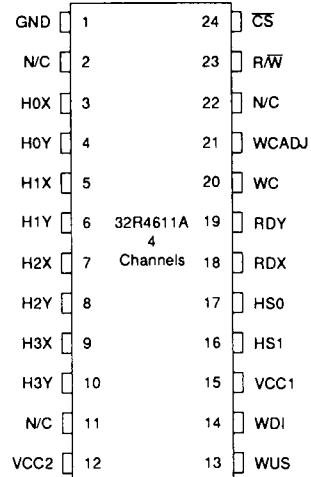 GND 1 24 C̅S̅
N/C 2 23 R/W̅
H0X 3 22 N/C
H0Y 4 21 WCADJ
H1X 5 20 WC
H1Y 6 32R4611A 19 RDY
4
H2X 7 Channels 18 RDX
H2Y 8 17 HS0
H3X 9 16 HS1
H3Y 10 15 VCC1
N/C 11 14 WDI
VCC2 12 13 WUS